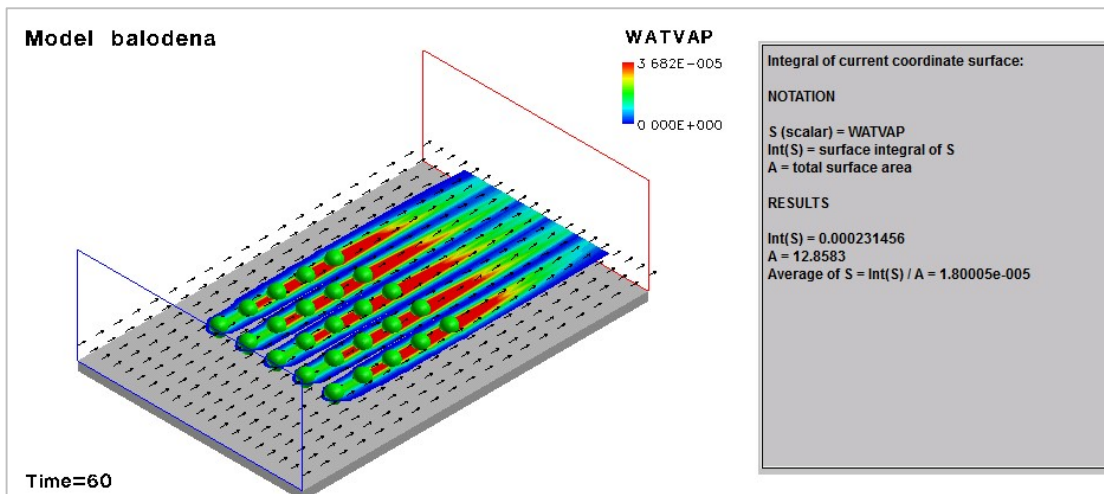 Model balodena
WATVAP
3 682E-005
0 000E+000
Time=60
Integral of current coordinate surface:
NOTATION
S (scalar) = WATVAP
Int(S) = surface integral of S
A = total surface area
RESULTS
Int(S) = 0.000231456
A = 12.8583
Average of S = Int(S) / A = 1.80005e-005